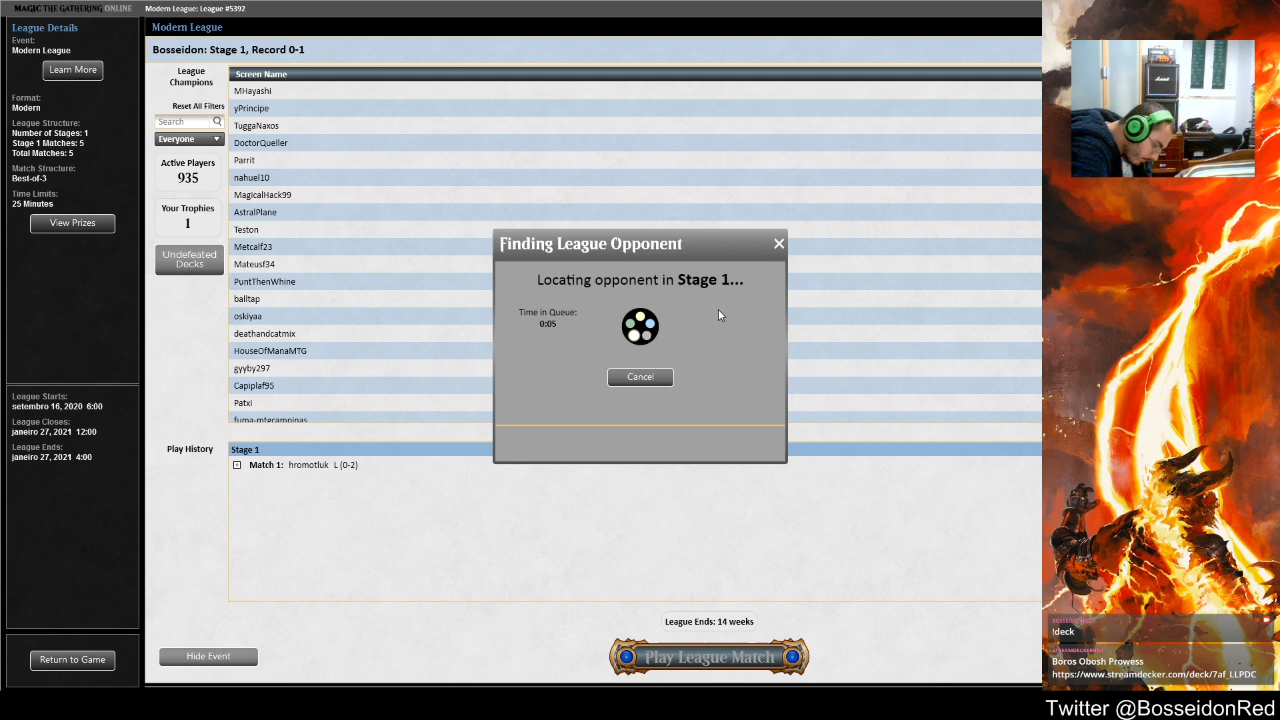 MAGIC THE GATHERING ONLINE
Modern League: League #5392
League Details
Event:
Modern League
Learn More
Format:
Modern
League Structure:
Number of Stages: 1
Stage 1 Matches: 5
Total Matches: 5
Match Structure:
Best-of-3
Time Limits:
25 Minutes
View Prizes
League Starts:
setembro 16, 2020 6:00
League Closes:
janeiro 27, 2021 12:00
League Ends:
janeiro 27, 2021 4:00
Return to Game
Modern League
Bosseidon: Stage 1, Record 0-1
League
Champions
Reset All Filters
Search
Everyone
Active Players
935
Your Trophies
1
Undefeated
Decks
Screen Name
MHayashi
yPrincipe
TuggaNaxos
DoctorQueller
Parrit
nahuel10
MagicalHack99
AstralPlane
Teston
Metcalf23
Mateusf34
PuntThenWhine
balltap
oskiyaa
deathandcatmix
HouseOfManaMTG
gyyby297
Capiplaf95
Patxi
fuma-mtgcampinas
Finding League Opponent
Locating opponent in Stage 1...
Time in Queue:
0:05
Cancel
Play History
Stage 1
Match 1: hromotluk L (0-2)
League Ends: 14 weeks
Hide Event
Play League Match
Marshall
!deck
Boros Obosh Prowess
https://www.streamdecker.com/deck/7af_LLPDC
Twitter @BosseidonRed